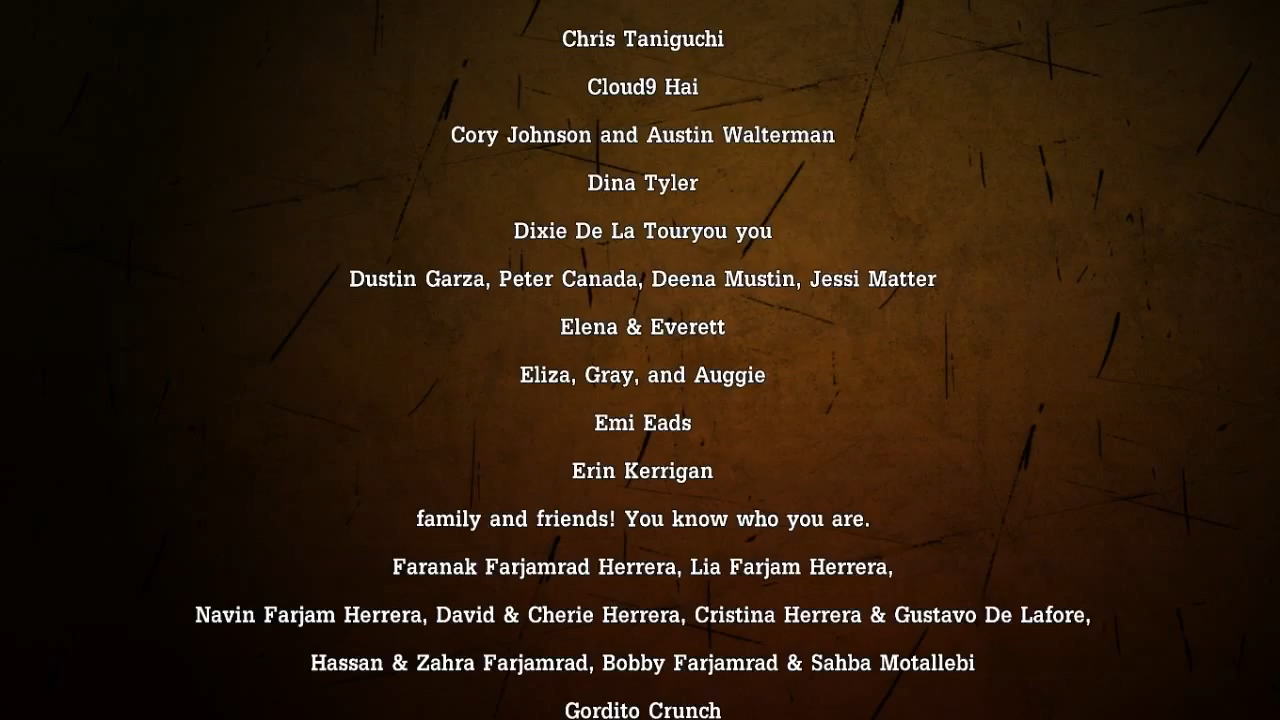 Chris Taniguchi
Cloud9 Hai
Cory Johnson and Austin Walterman
Dina Tyler
Dixie De La Touryou you
Dustin Garza, Peter Canada, Deena Mustin, Jessi Matter
Elena & Everett
Eliza, Gray, and Auggie
Emi Eads
Erin Kerrigan
family and friends! You know who you are.
Faranak Farjamrad Herrera, Lia Farjam Herrera,
Navin Farjam Herrera, David & Cherie Herrera, Cristina Herrera & Gustavo De Lafore,
Hassan & Zahra Farjamrad, Bobby Farjamrad & Sahba Motallebi
Gordito Crunch